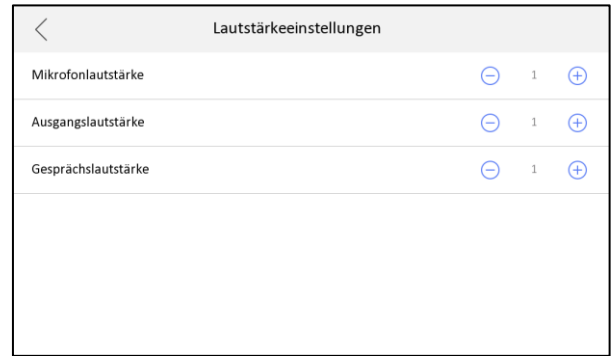 Lautstärkeeinstellungen
Mikrofonlautstärke 1
Ausgangslautstärke 1
Gesprächslautstärke 1